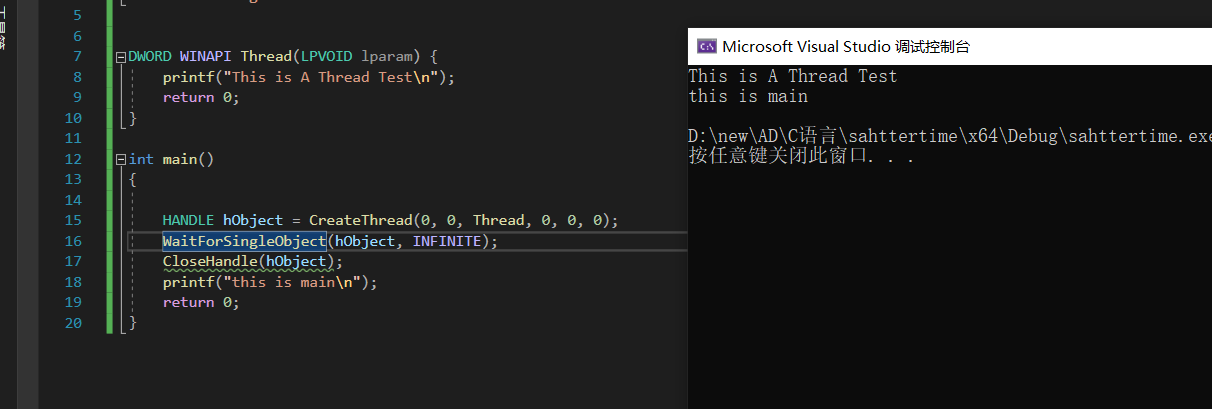 5
6
7 DWORD WINAPI Thread(LPVOID lparam) {
8 printf("This is A Thread Test\n");
9 return 0;
10 }
11
12 int main()
13 {
14
15 HANDLE hObject = CreateThread(0, 0, Thread, 0, 0, 0);
16 WaitForSingleObject(hObject, INFINITE);
17 CloseHandle(hObject);
18 printf("this is main\n");
19 return 0;
20 }
Microsoft Visual Studio 调试控制台
This is A Thread Test
this is main
D:\new\AD\C语言\sahttertime\x64\Debug\sahttertime.exe
按任意键关闭此窗口. . .